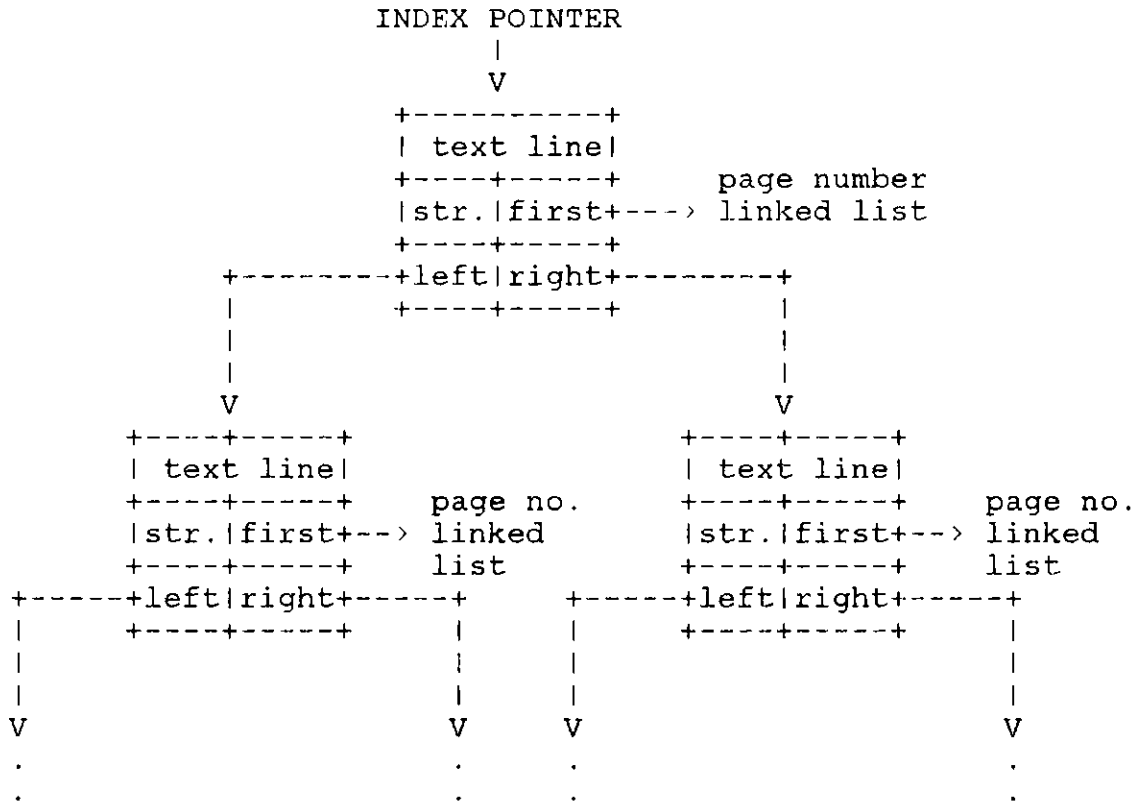 INDEX POINTER
|
V
+----------+
| text line|
+----+-----+ page number
|str.|first+---> linked list
+----+-----+
+--------+left|right+--------+
| +----+-----+ |
| |
| |
V V
+----+-----+ +----+-----+
| text line| | text line|
+----+-----+ page no. +----+-----+ page no.
|str.|first+--> linked |str.|first+--> linked
+----+-----+ list +----+-----+ list
+-----+left|right+-----+ +-----+left|right+-----+
| +----+-----+ | | +----+-----+ |
| | | |
| | | |
V V V V
. . . .
. . . .